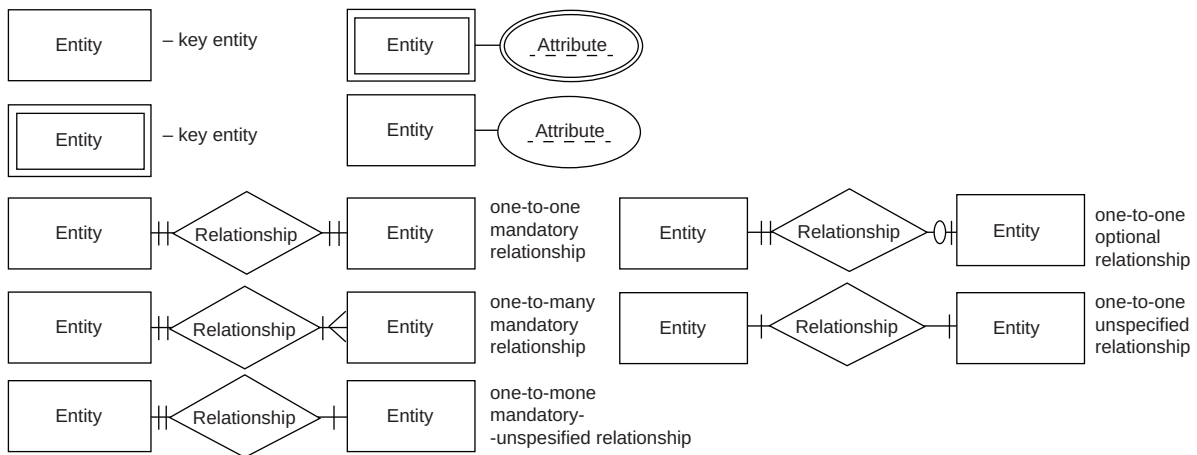 Entity
– key entity
Entity
Attribute
Entity
– key entity
Entity
Attribute
Entity
Relationship
Entity
one-to-one
mandatory
relationship
Entity
Relationship
Entity
one-to-one
optional
relationship
Entity
Relationship
Entity
one-to-many
mandatory
relationship
Entity
Relationship
Entity
one-to-one
unspecified
relationship
Entity
Relationship
Entity
one-to-mone
mandatory-
-unspesified relationship